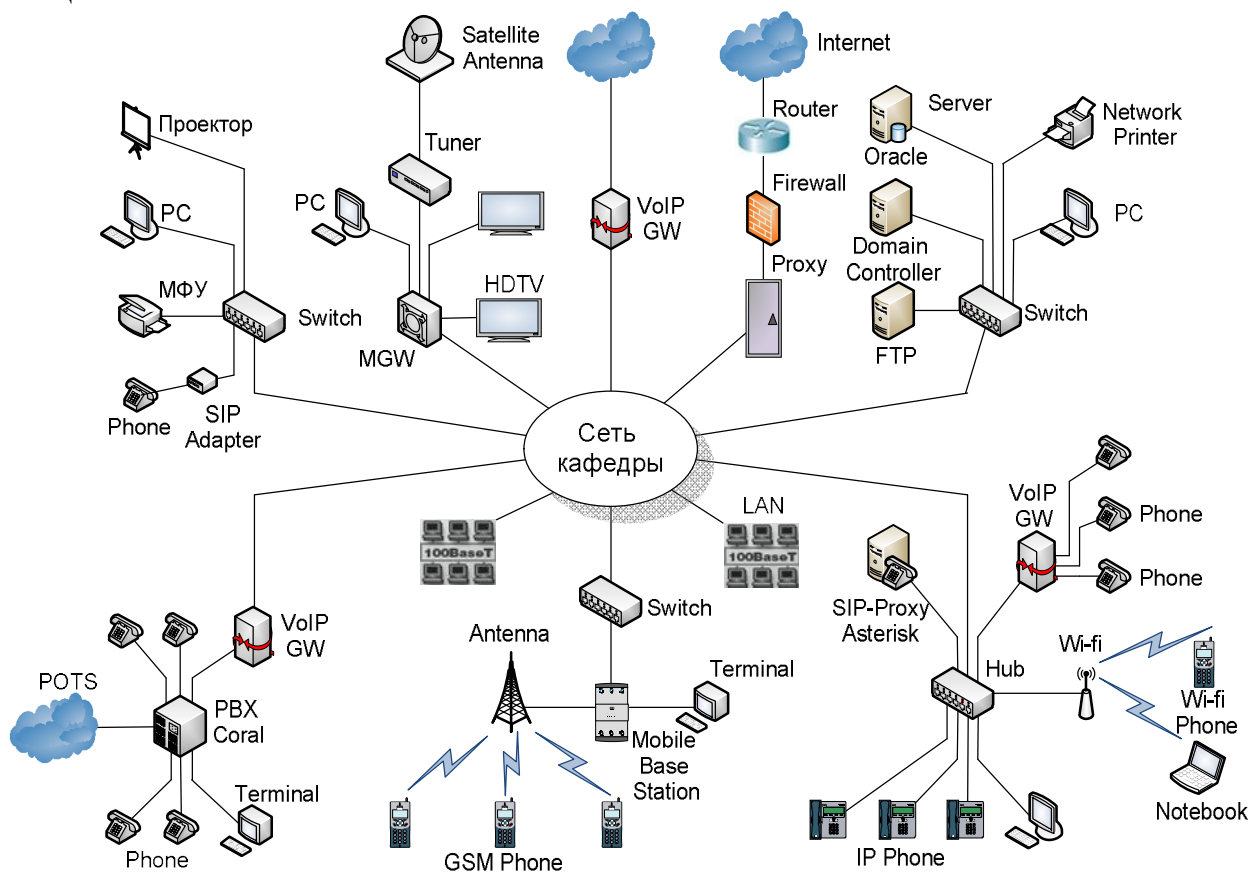 Satellite
Antenna
Internet
Проектор
Tuner
Router
Server
Oracle
Network
Printer
PC
PC
VoIP
GW
Firewall
Domain
Controller
PC
МФУ
Switch
HDTV
MGW
Proxy
FTP
Switch
Phone
SIP
Adapter
Сеть
кафедры
100BaseT
LAN
100BaseT
VoIP
GW
Phone
Phone
SIP-Proxy
Asterisk
Switch
VoIP
GW
Antenna
Terminal
Hub
Wi-fi
Wi-fi
Phone
POTS
PBX
Coral
Mobile
Base
Station
Terminal
Phone
GSM Phone
IP Phone
Notebook